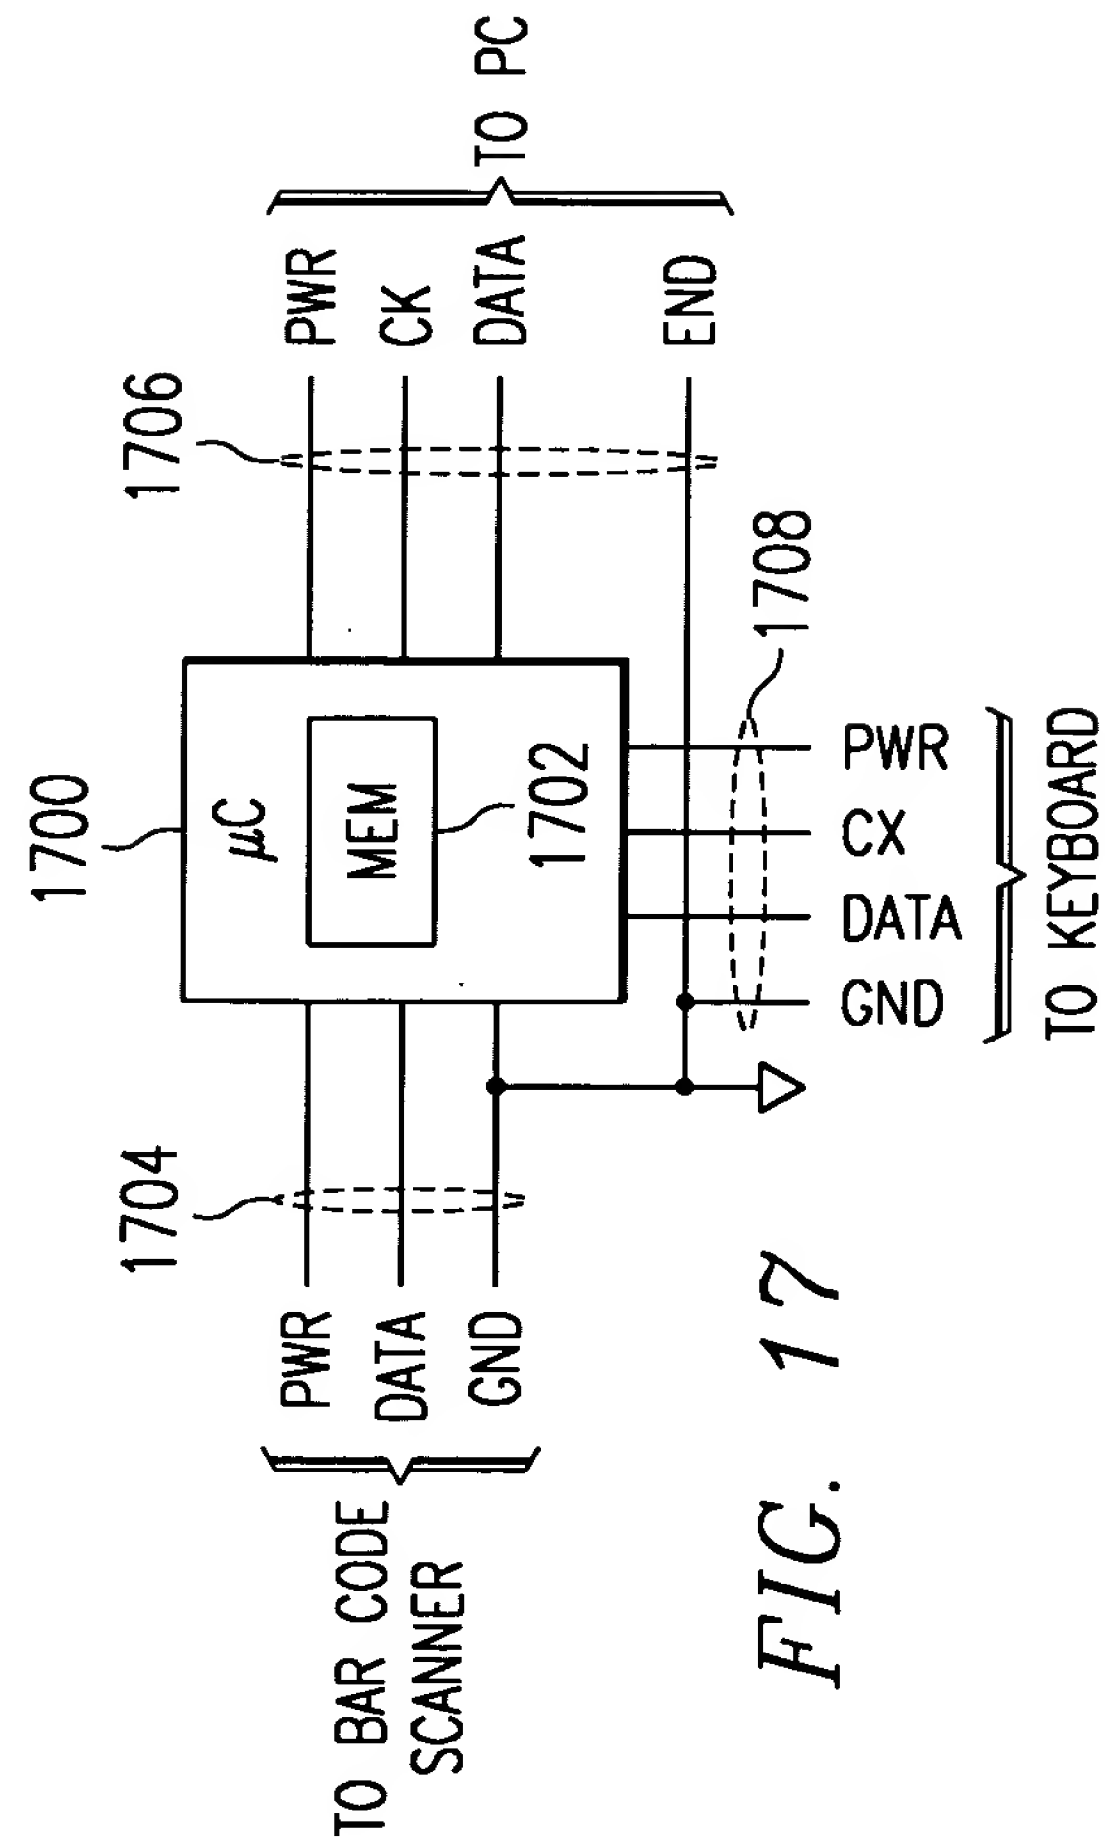 1700
μC
MEM
1702
1704
PWR
DATA
GND
TO BAR CODE
SCANNER
1706
PWR
CK
DATA
END
TO PC
1708
PWR
CX
DATA
GND
TO KEYBOARD
FIG. 17